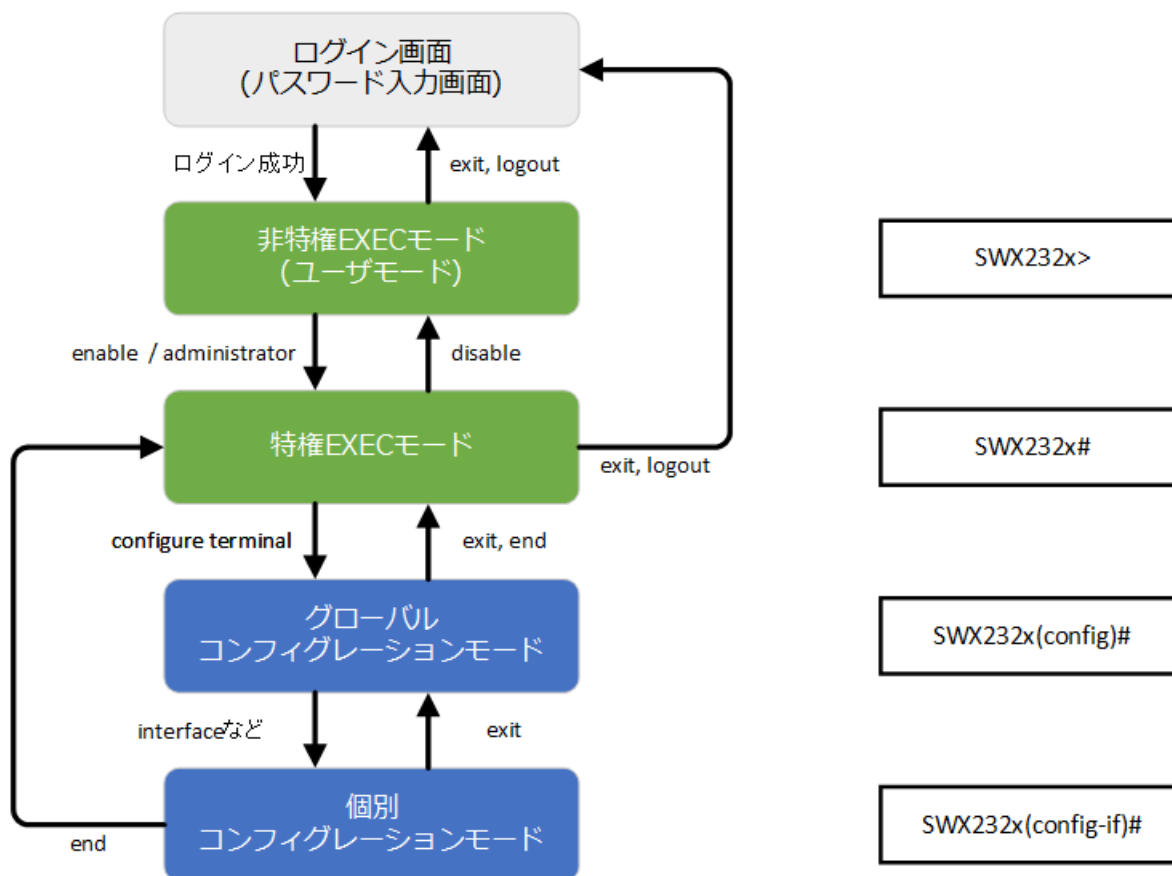 ログイン画面
(パスワード入力画面)
ログイン成功
exit, logout
非特権EXECモード
(ユーザモード)
SWX232x>
enable / administrator
disable
特権EXECモード
SWX232x#
exit, logout
configure terminal
exit, end
グローバル
コンフィグレーションモード
SWX232x(config)#
interfaceなど
exit
個別
コンフィグレーションモード
SWX232x(config-if)#
end